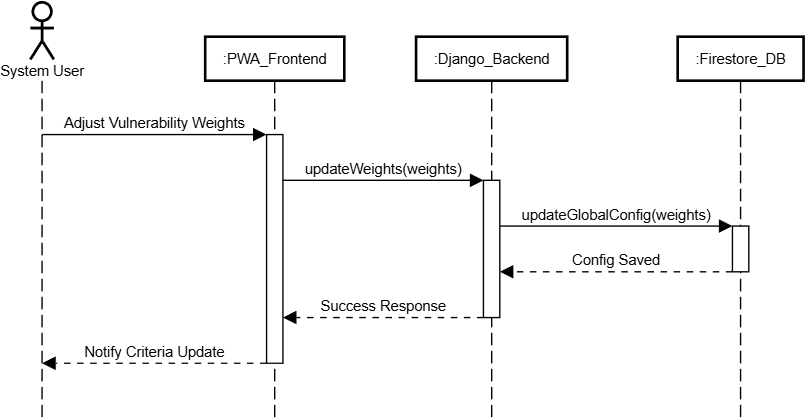 System User
:PWA_Frontend
:Django_Backend
:Firestore_DB
Adjust Vulnerability Weights
updateWeights(weights)
updateGlobalConfig(weights)
Config Saved
Success Response
Notify Criteria Update